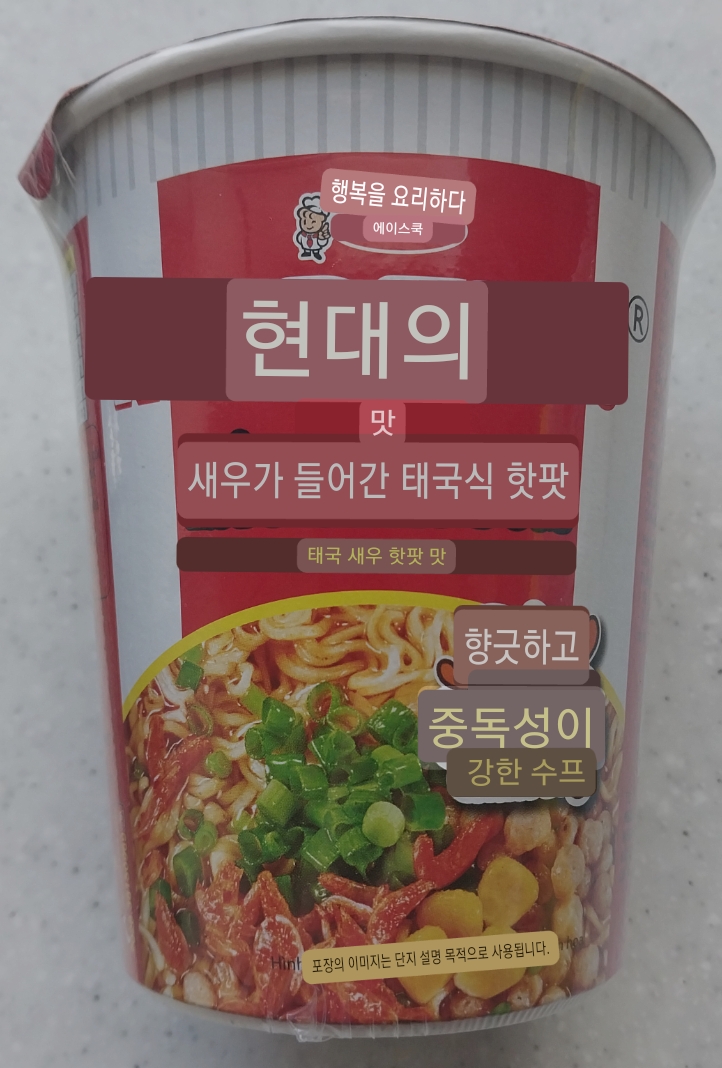 행복을 요리하다
에이스쿡
현대의
®
맛
새우가 들어간 태국식 핫팟
태국 새우 핫팟 맛
향긋하고
중독성이
강한 수프
Hình
포장의 이미지는 단지 설명 목적으로 사용됩니다.